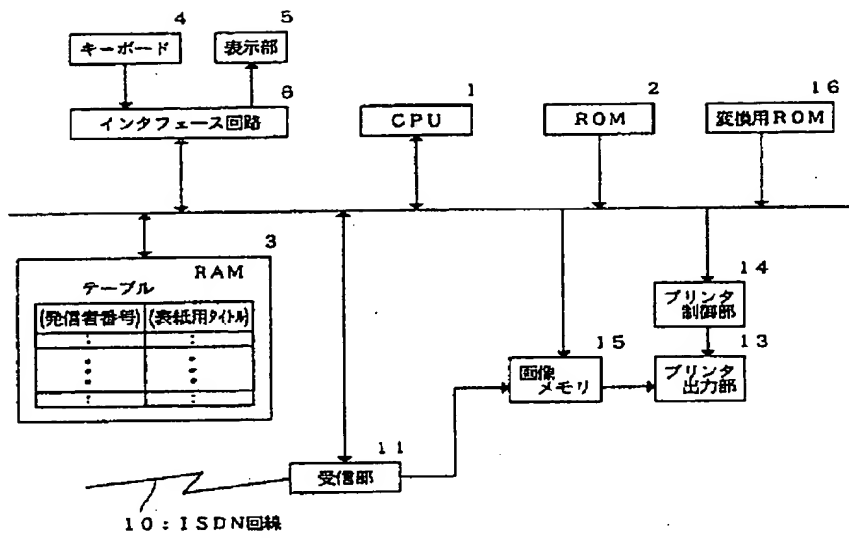 4
5
キーボード
表示部
6
1
2
16
インタフェース回路
CPU
ROM
変換用ROM
3
RAM
テーブル
(発信者番号) (表紙用タイトル)
14
プリンタ
制御部
15
13
画像
メモリ
プリンタ
出力部
11
受信部
10:ISDN回線